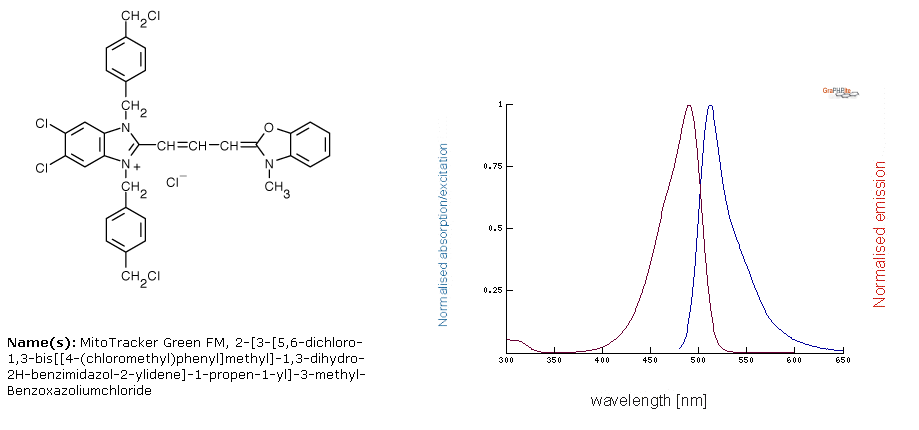 CH2Cl
CH2
Cl
Cl
N
N
+
CH=CH-CH=
O
N
CH3
Cl−
CH2
CH2Cl
Name(s): MitoTracker Green FM, 2-[3-[5,6-dichloro-
1,3-bis[[4-(chloromethyl)phenyl]methyl]-1,3-dihydro-
2H-benzimidazol-2-ylidene]-1-propen-1-yl]-3-methyl-
Benzoxazoliumchloride
GraPHPite
Normalised absorption/excitation
1
0.75
0.5
0.25
300
350
400
450
500
550
600
650
wavelength [nm]
Normalised emission